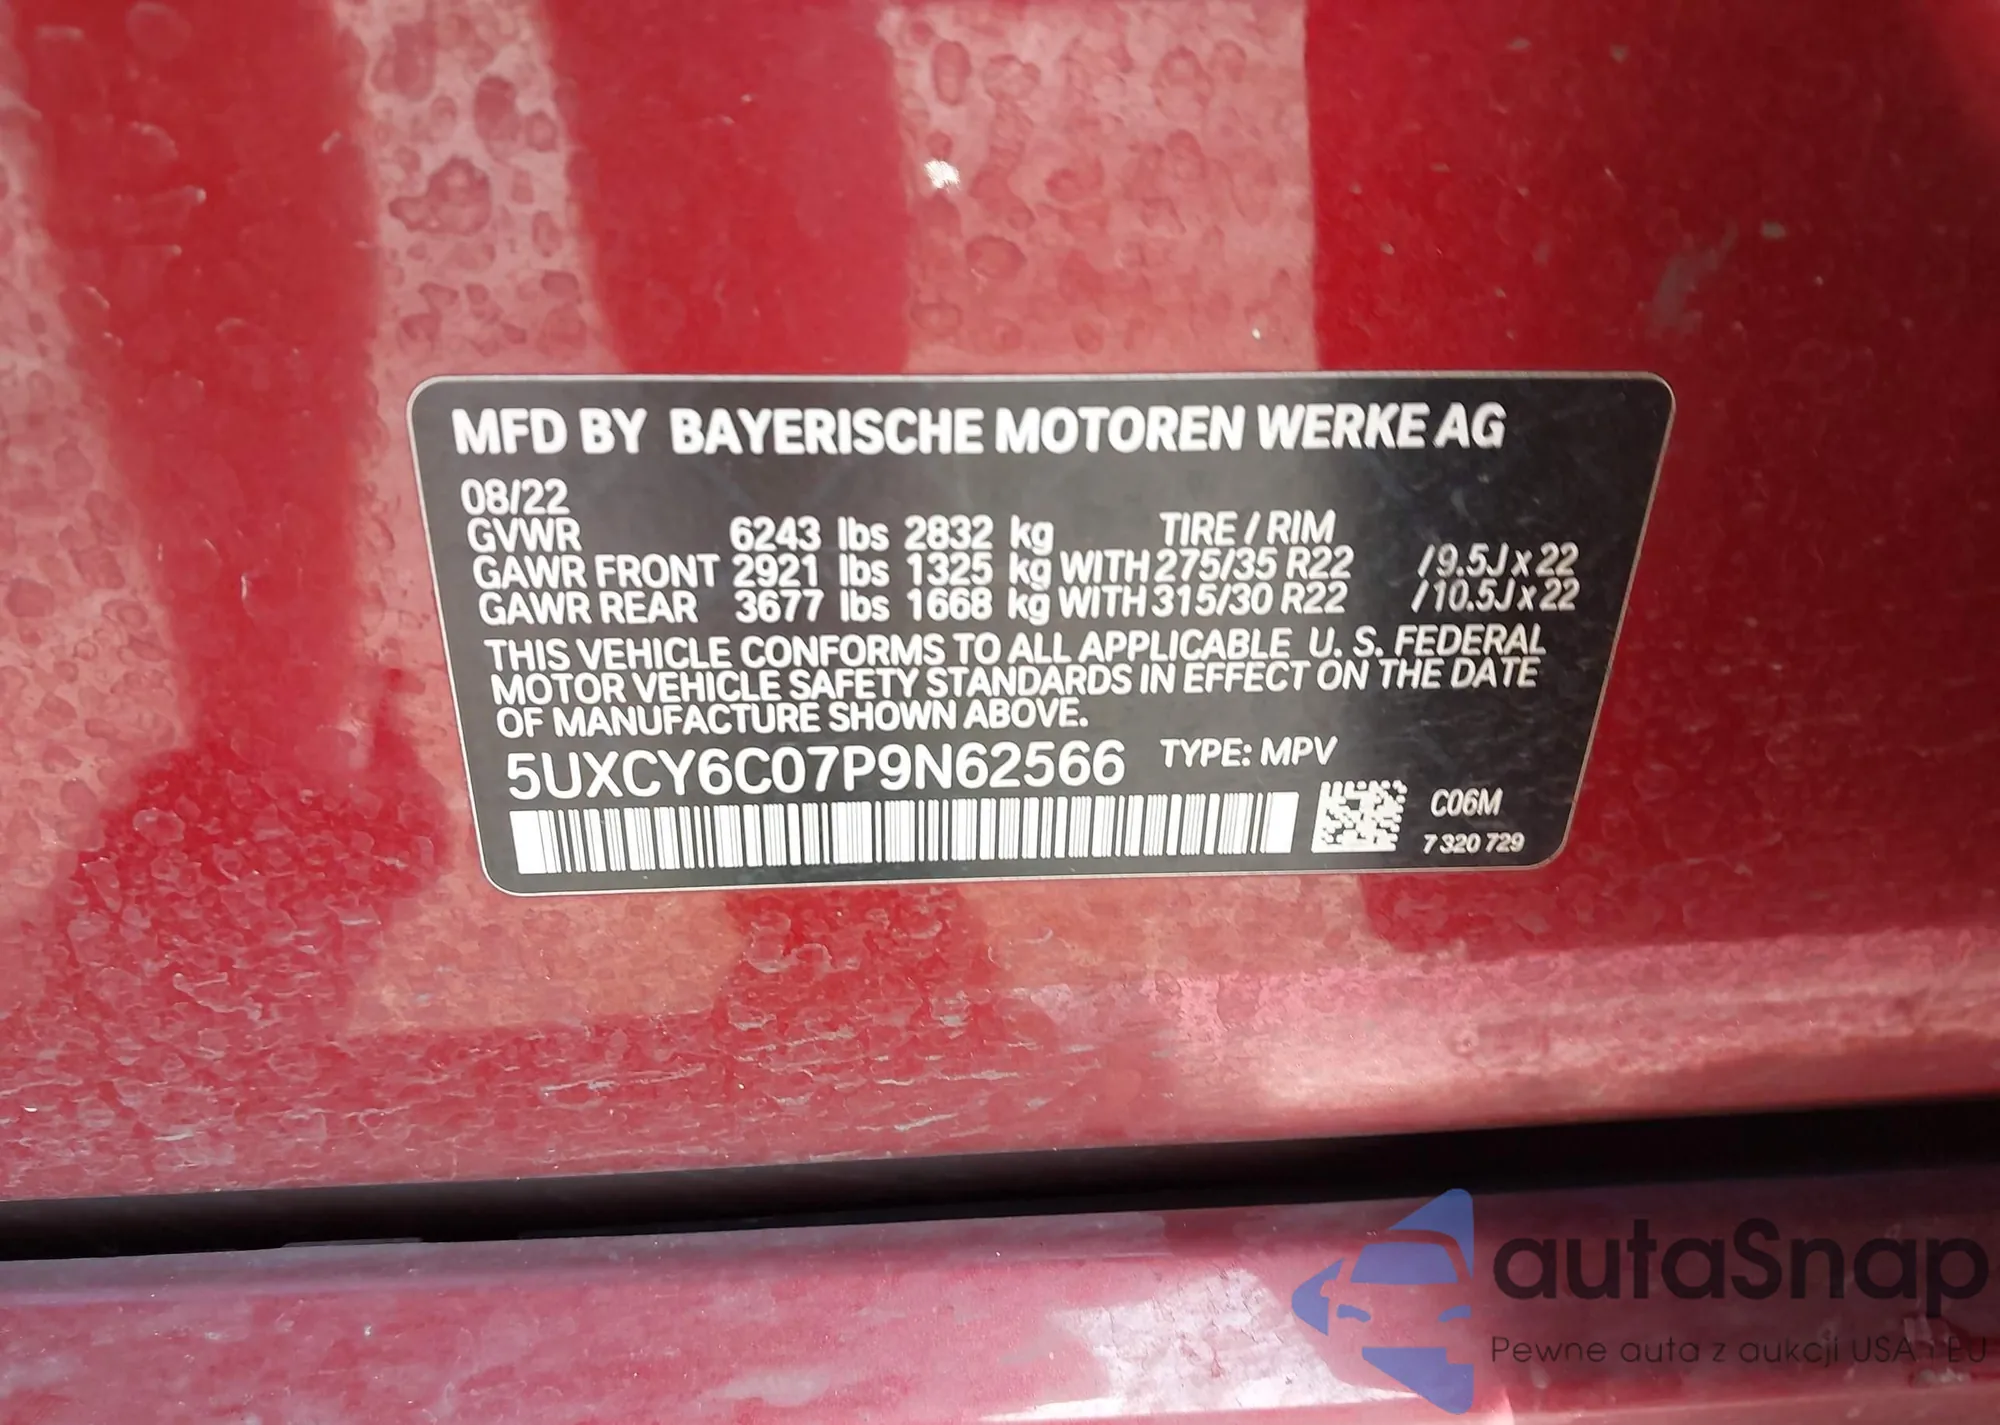 MFD BY BAYERISCHE MOTOREN WERKE AG
08/22
GVWR 6243 lbs 2832 kg TIRE / RIM
GAWR FRONT 2921 lbs 1325 kg WITH 275/35 R22 /9.5J x 22
GAWR REAR 3677 lbs 1668 kg WITH 315/30 R22 /10.5J x 22
THIS VEHICLE CONFORMS TO ALL APPLICABLE U. S. FEDERAL
MOTOR VEHICLE SAFETY STANDARDS IN EFFECT ON THE DATE
OF MANUFACTURE SHOWN ABOVE.
5UXCY6C07P9N62566 TYPE: MPV
C06M
7 320 729
autaSnap
Pewne auta z aukcji USA i EU